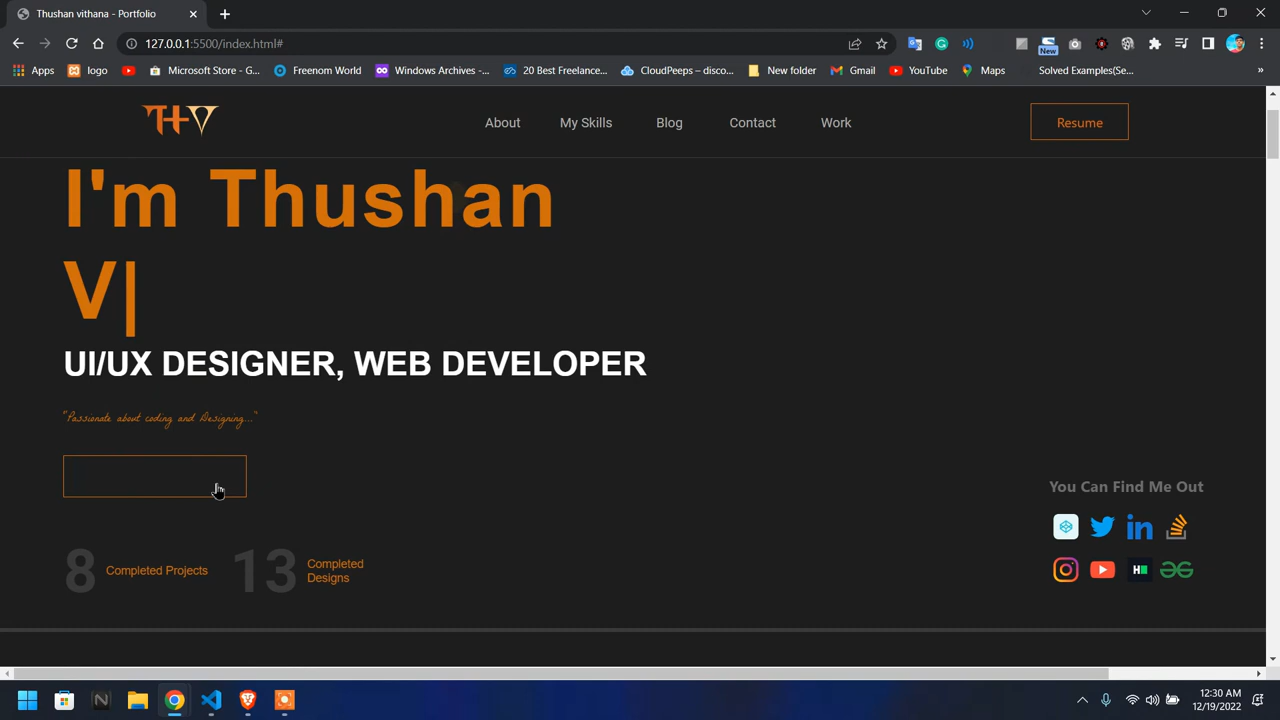 Thushan vithana - Portfolio
127.0.0.1:5500/index.html#
New
Apps
logo
Microsoft Store - G...
Freenom World
Windows Archives -...
20 Best Freelance...
CloudPeeps – disco...
New folder
Gmail
YouTube
Maps
Solved Examples(Se...
»
THV
About
My Skills
Blog
Contact
Work
Resume
I'm Thushan
V|
UI/UX DESIGNER, WEB DEVELOPER
"Passionate about coding and Designing..."
You Can Find Me Out
8
Completed Projects
13
Completed
Designs
H
12:30 AM
12/19/2022